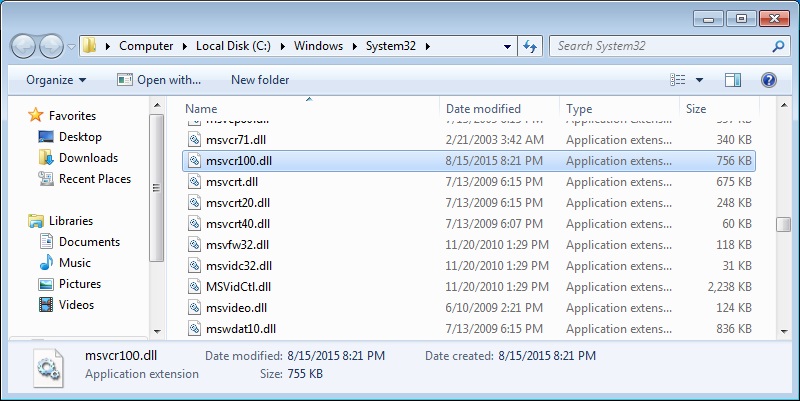 Computer Local Disk (C:) Windows System32 Search System32
Organize Open with... New folder
Favorites
Desktop
Downloads
Recent Places
Libraries
Documents
Music
Pictures
Videos
Name Date modified Type Size
msvcr71.dll 2/21/2003 3:42 AM Application extens... 340 KB
msvcr100.dll 8/15/2015 8:21 PM Application extens... 756 KB
msvcrt.dll 7/13/2009 6:15 PM Application extens... 675 KB
msvcrt20.dll 7/13/2009 6:15 PM Application extens... 248 KB
msvcrt40.dll 7/13/2009 6:07 PM Application extens... 60 KB
msvfw32.dll 11/20/2010 1:29 PM Application extens... 118 KB
msvidc32.dll 11/20/2010 1:29 PM Application extens... 31 KB
MSVidCtl.dll 11/20/2010 1:29 PM Application extens... 2,238 KB
msvideo.dll 6/10/2009 2:21 PM Application extens... 124 KB
mswdat10.dll 7/13/2009 6:15 PM Application extens... 836 KB
msvcr100.dll Date modified: 8/15/2015 8:21 PM Date created: 8/15/2015 8:21 PM
Application extension Size: 755 KB